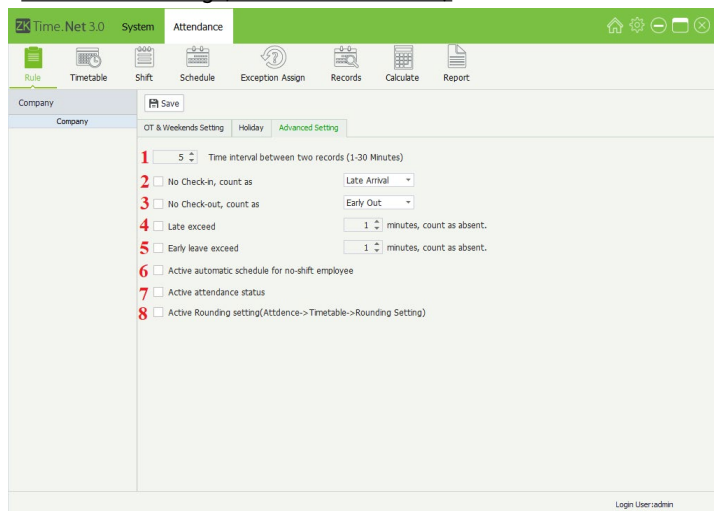 ZKTime.Net 3.0 System Attendance
Rule Timetable Shift Schedule Exception Assign Records Calculate Report
Company
Company
Save
OT & Weekends Setting Holiday Advanced Setting
1 5 Time interval between two records (1-30 Minutes)
2 No Check-in, count as Late Arrival
3 No Check-out, count as Early Out
4 Late exceed 1 minutes, count as absent.
5 Early leave exceed 1 minutes, count as absent.
6 Active automatic schedule for no-shift employee
7 Active attendance status
8 Active Rounding setting(Attdence->Timetable->Rounding Setting)
Login User:admin